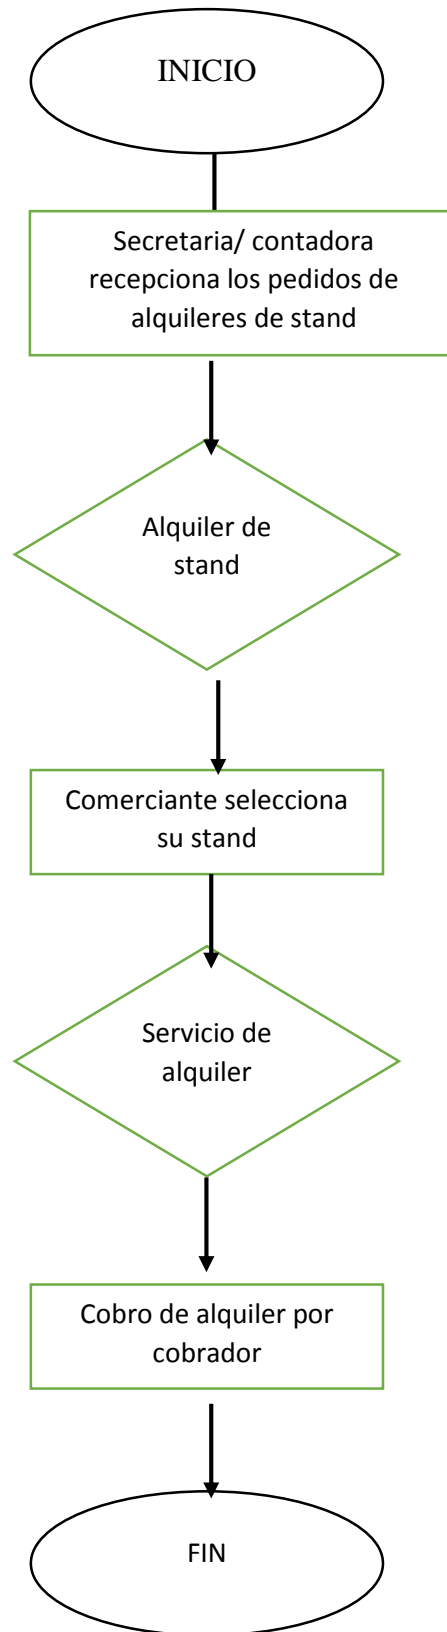 INICIO
Secretaria/ contadora
recepciona los pedidos de
alquileres de stand
Alquiler de
stand
Comerciante selecciona
su stand
Servicio de
alquiler
Cobro de alquiler por
cobrador
FIN